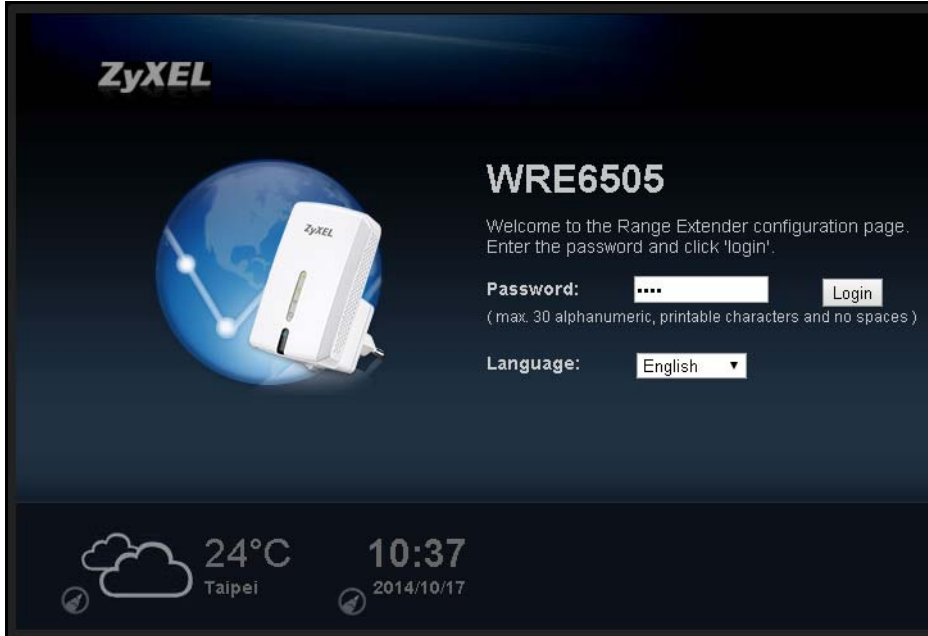 ZyXEL
ZyXEL
WRE6505
Welcome to the Range Extender configuration page.
Enter the password and click 'login'.
Password:
••••
Login
( max. 30 alphanumeric, printable characters and no spaces )
Language:
English
24°C
Taipei
10:37
2014/10/17